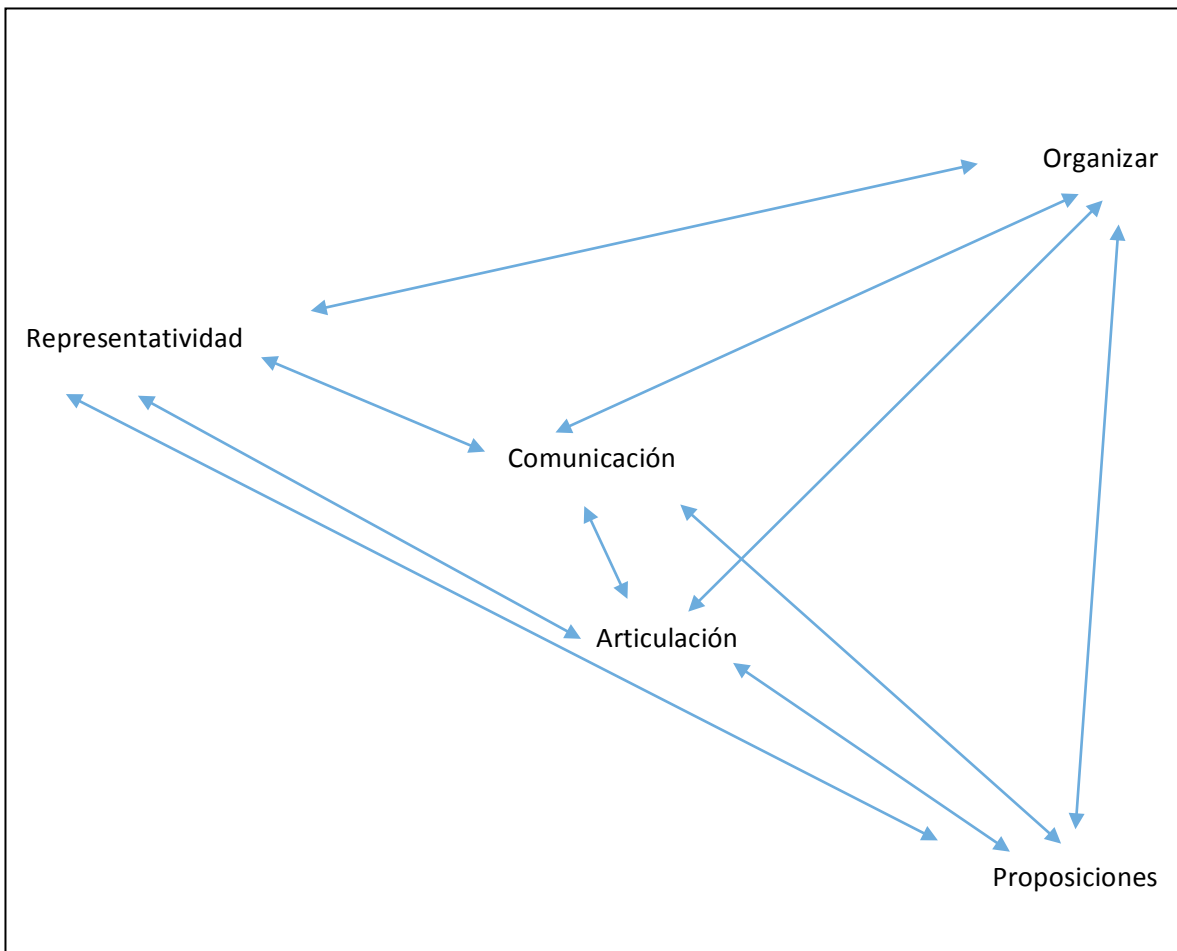 Organizar
Representatividad
Comunicación
Articulación
Proposiciones